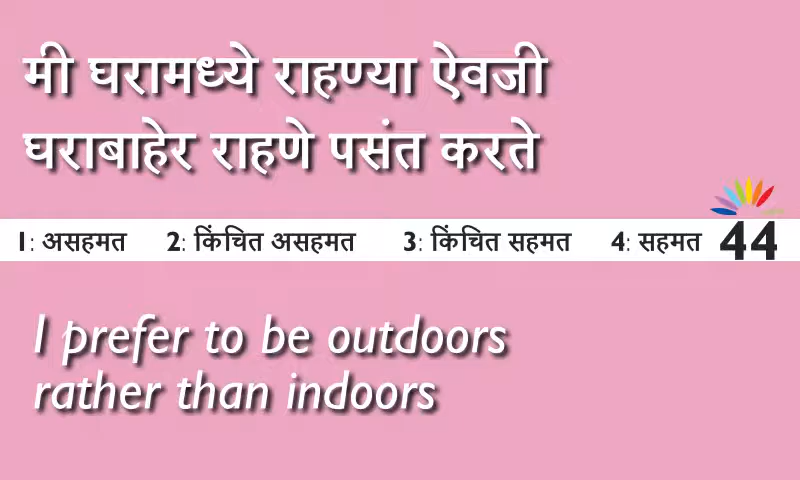 मी घरामध्ये राहण्या ऐवजी
घराबाहेर राहणे पसंत करते
1: असहमत 2: किंचित असहमत 3: किंचित सहमत 4: सहमत 44
I prefer to be outdoors
rather than indoors